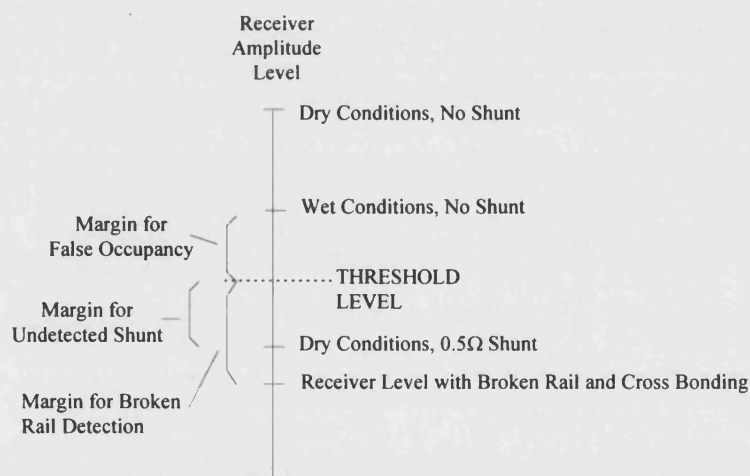 Receiver
Amplitude
Level
Dry Conditions, No Shunt
Wet Conditions, No Shunt
Margin for
False Occupancy
THRESHOLD
LEVEL
Margin for
Undetected Shunt
Dry Conditions, 0.5Ω Shunt
Receiver Level with Broken Rail and Cross Bonding
Margin for Broken
Rail Detection